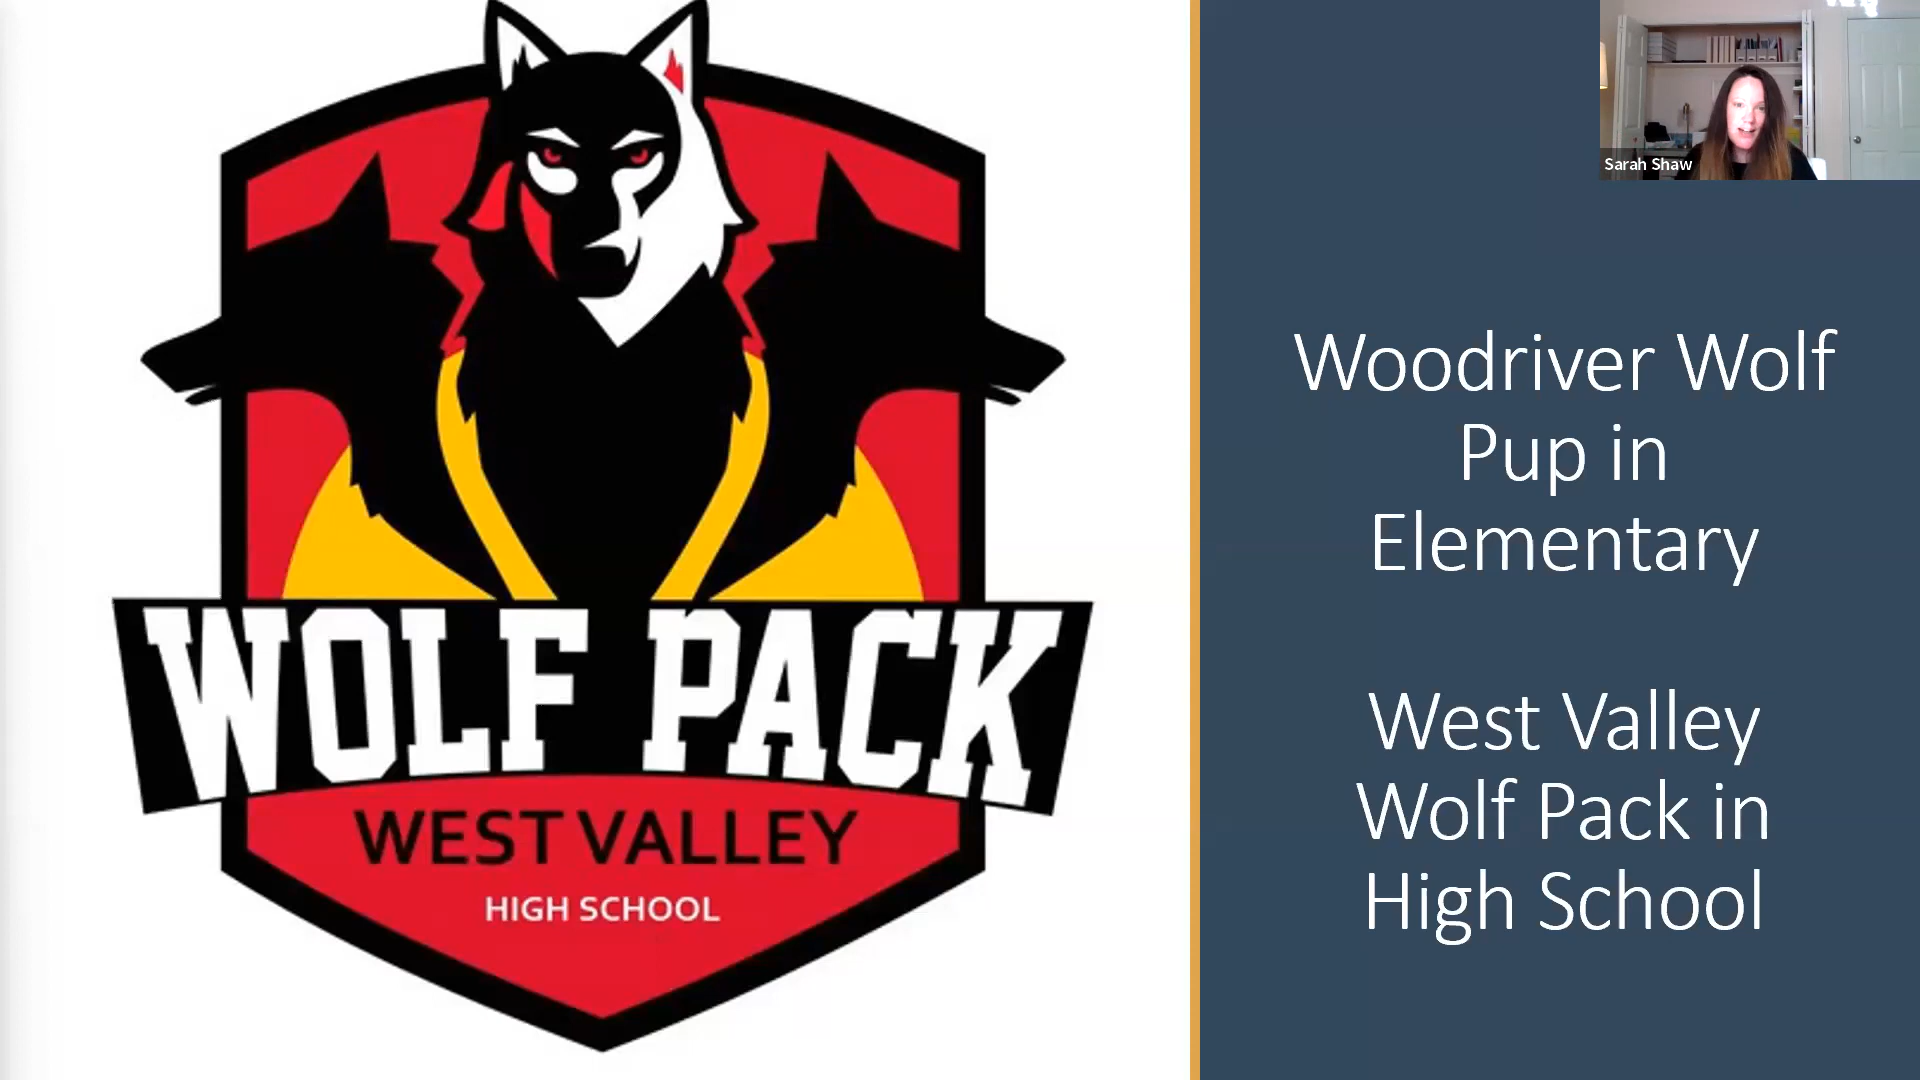 WOLF PACK
WEST VALLEY
HIGH SCHOOL
Sarah Shaw
Woodriver Wolf
Pup in
Elementary
West Valley
Wolf Pack in
High School